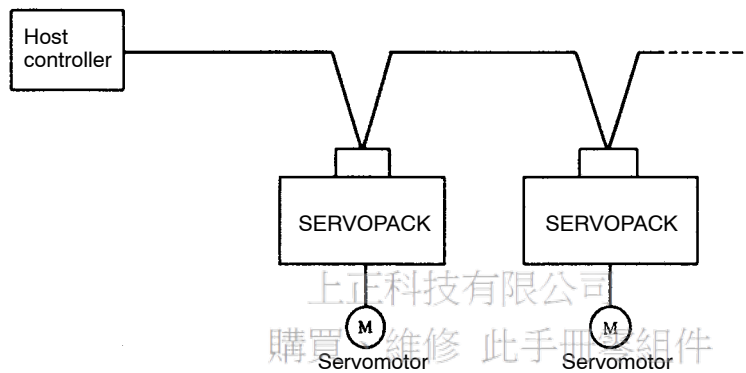 Host
controller
SERVOPACK
SERVOPACK
上正科技有限公司
M
M
購買、維修 此手冊零組件
Servomotor
Servomotor